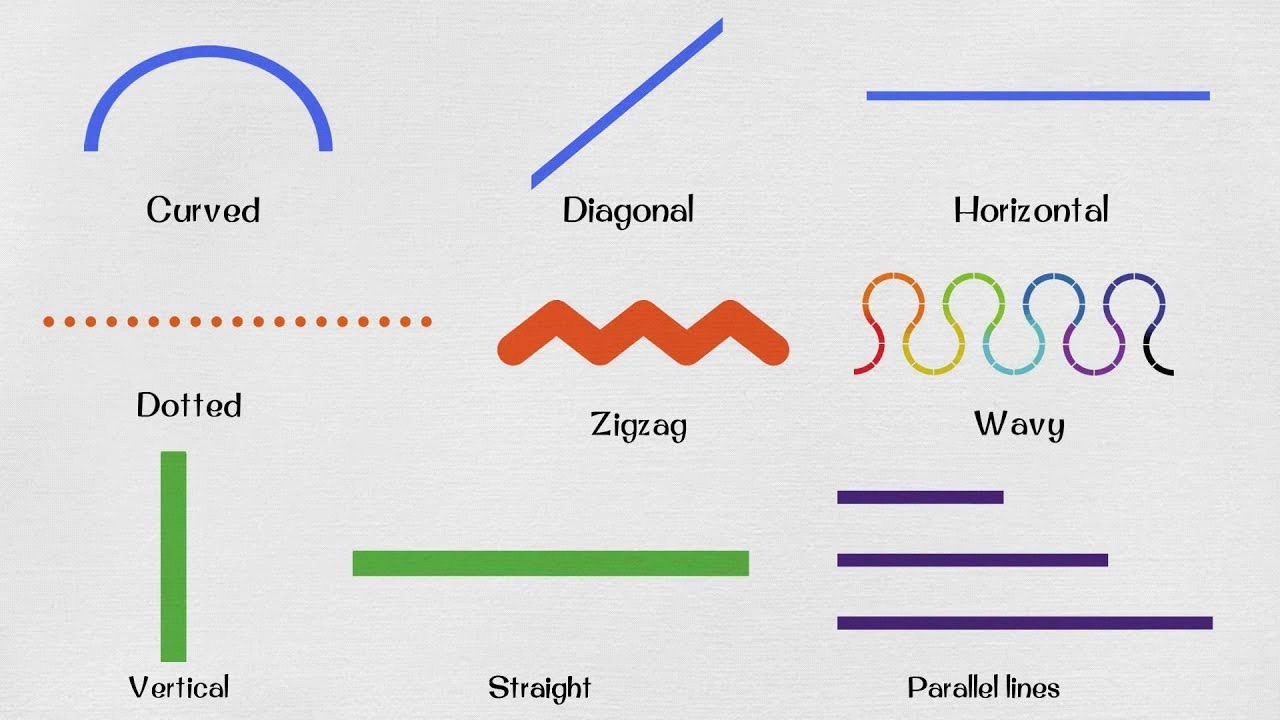 Curved
Diagonal
Horizontal
Dotted
Zigzag
Wavy
Vertical
Straight
Parallel lines